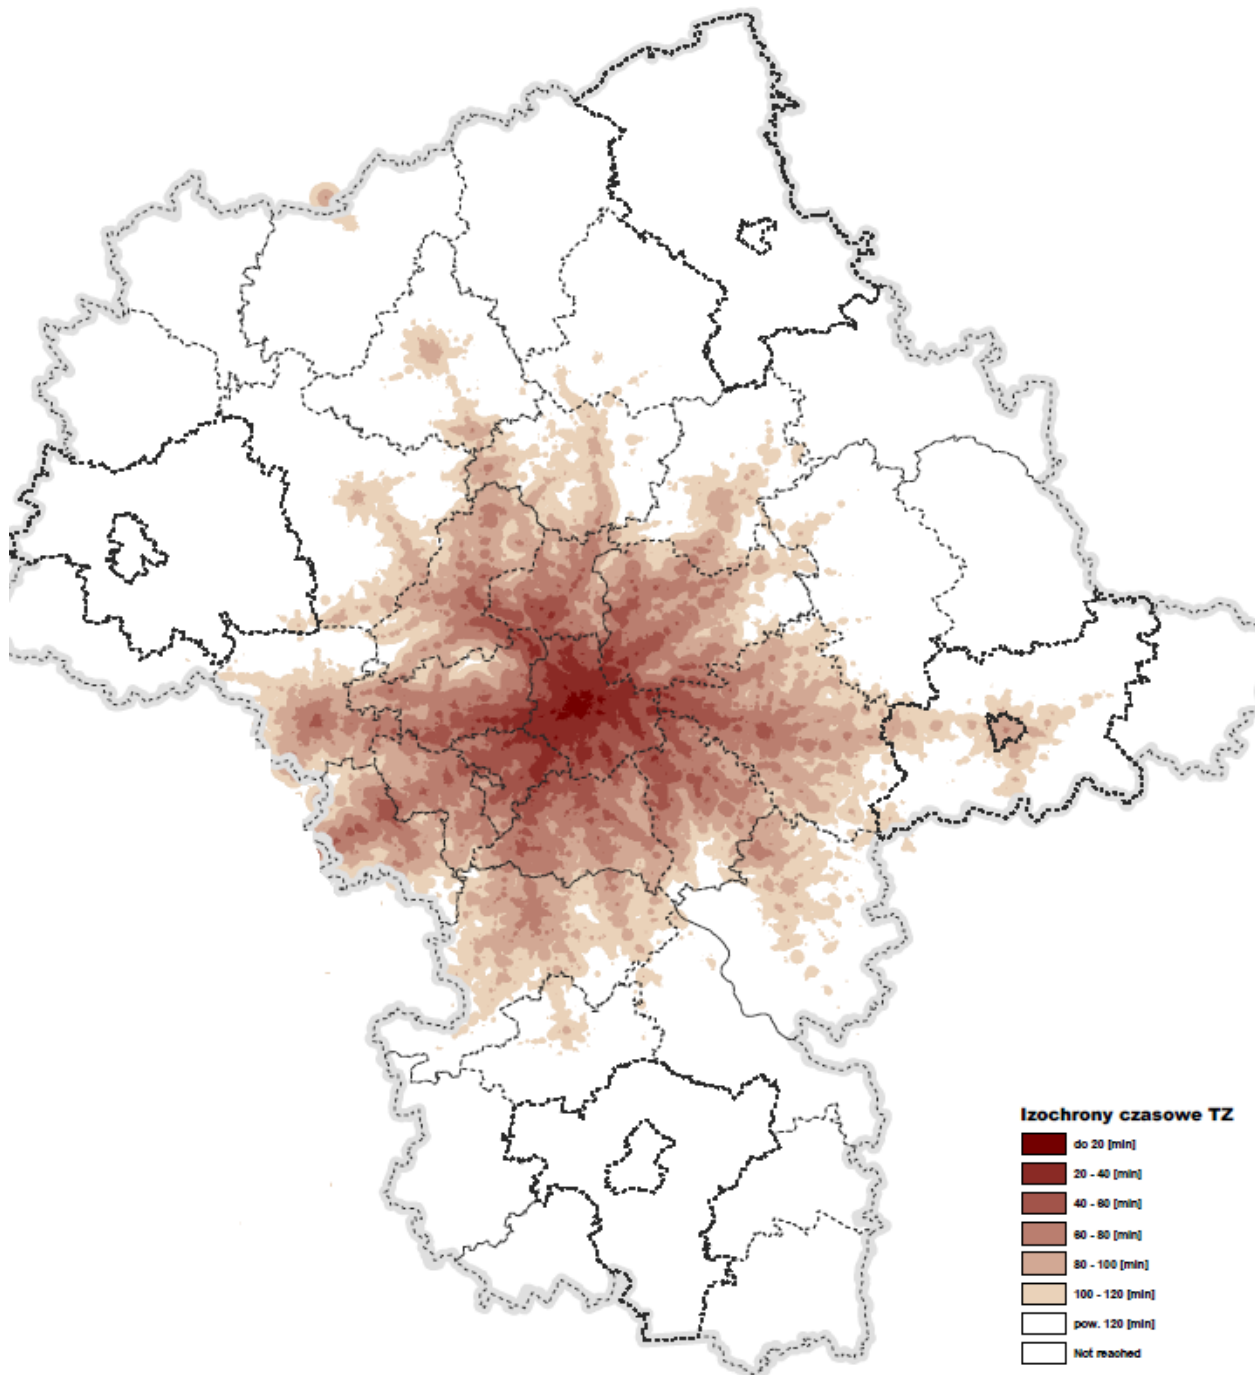 Izochrony czasowe TZ
do 20 [min]
20 - 40 [min]
40 - 60 [min]
60 - 80 [min]
80 - 100 [min]
100 - 120 [min]
pow. 120 [min]
Not reached